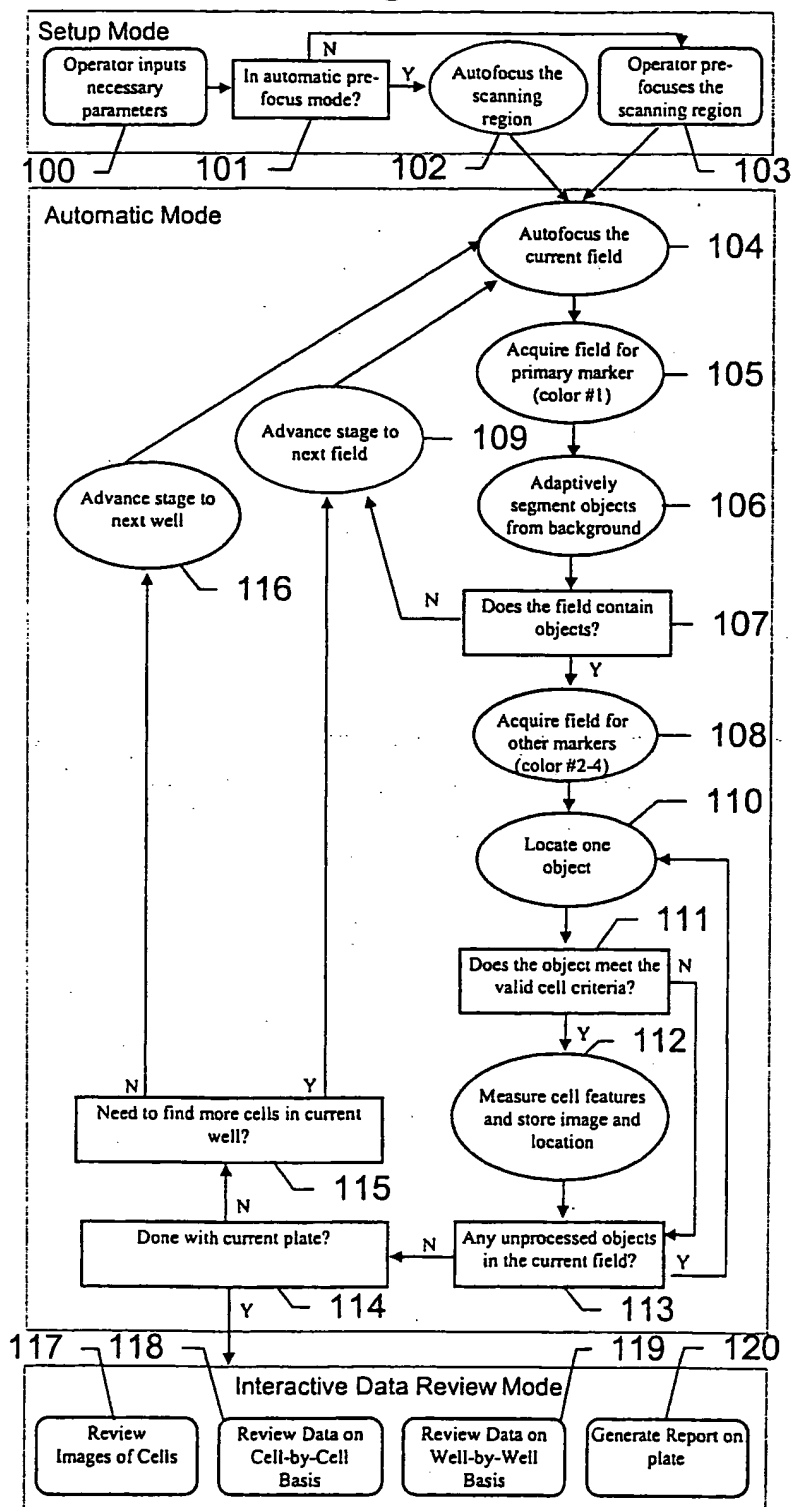 Setup Mode
N
Operator inputs
necessary
parameters
In automatic pre-
focus mode?
Y
Autofocus the
scanning
region
Operator pre-
focuses the
scanning region
100
101
102
103
Automatic Mode
Autofocus the
current field
104
Acquire field for
primary marker
(color #1)
105
Advance stage to
next field
109
Advance stage to
next well
116
Adaptively
segment objects
from background
106
N
Does the field contain
objects?
107
Y
Acquire field for
other markers
(color #2-4)
108
110
Locate one
object
111
Does the object meet the
valid cell criteria?
N
Y
112
Measure cell features
and store image and
location
N
Y
Need to find more cells in current
well?
115
N
Done with current plate?
N
Any unprocessed objects
in the current field?
Y
114
113
Y
117
118
119
120
Interactive Data Review Mode
Review
Images of Cells
Review Data on
Cell-by-Cell
Basis
Review Data on
Well-by-Well
Basis
Generate Report on
plate